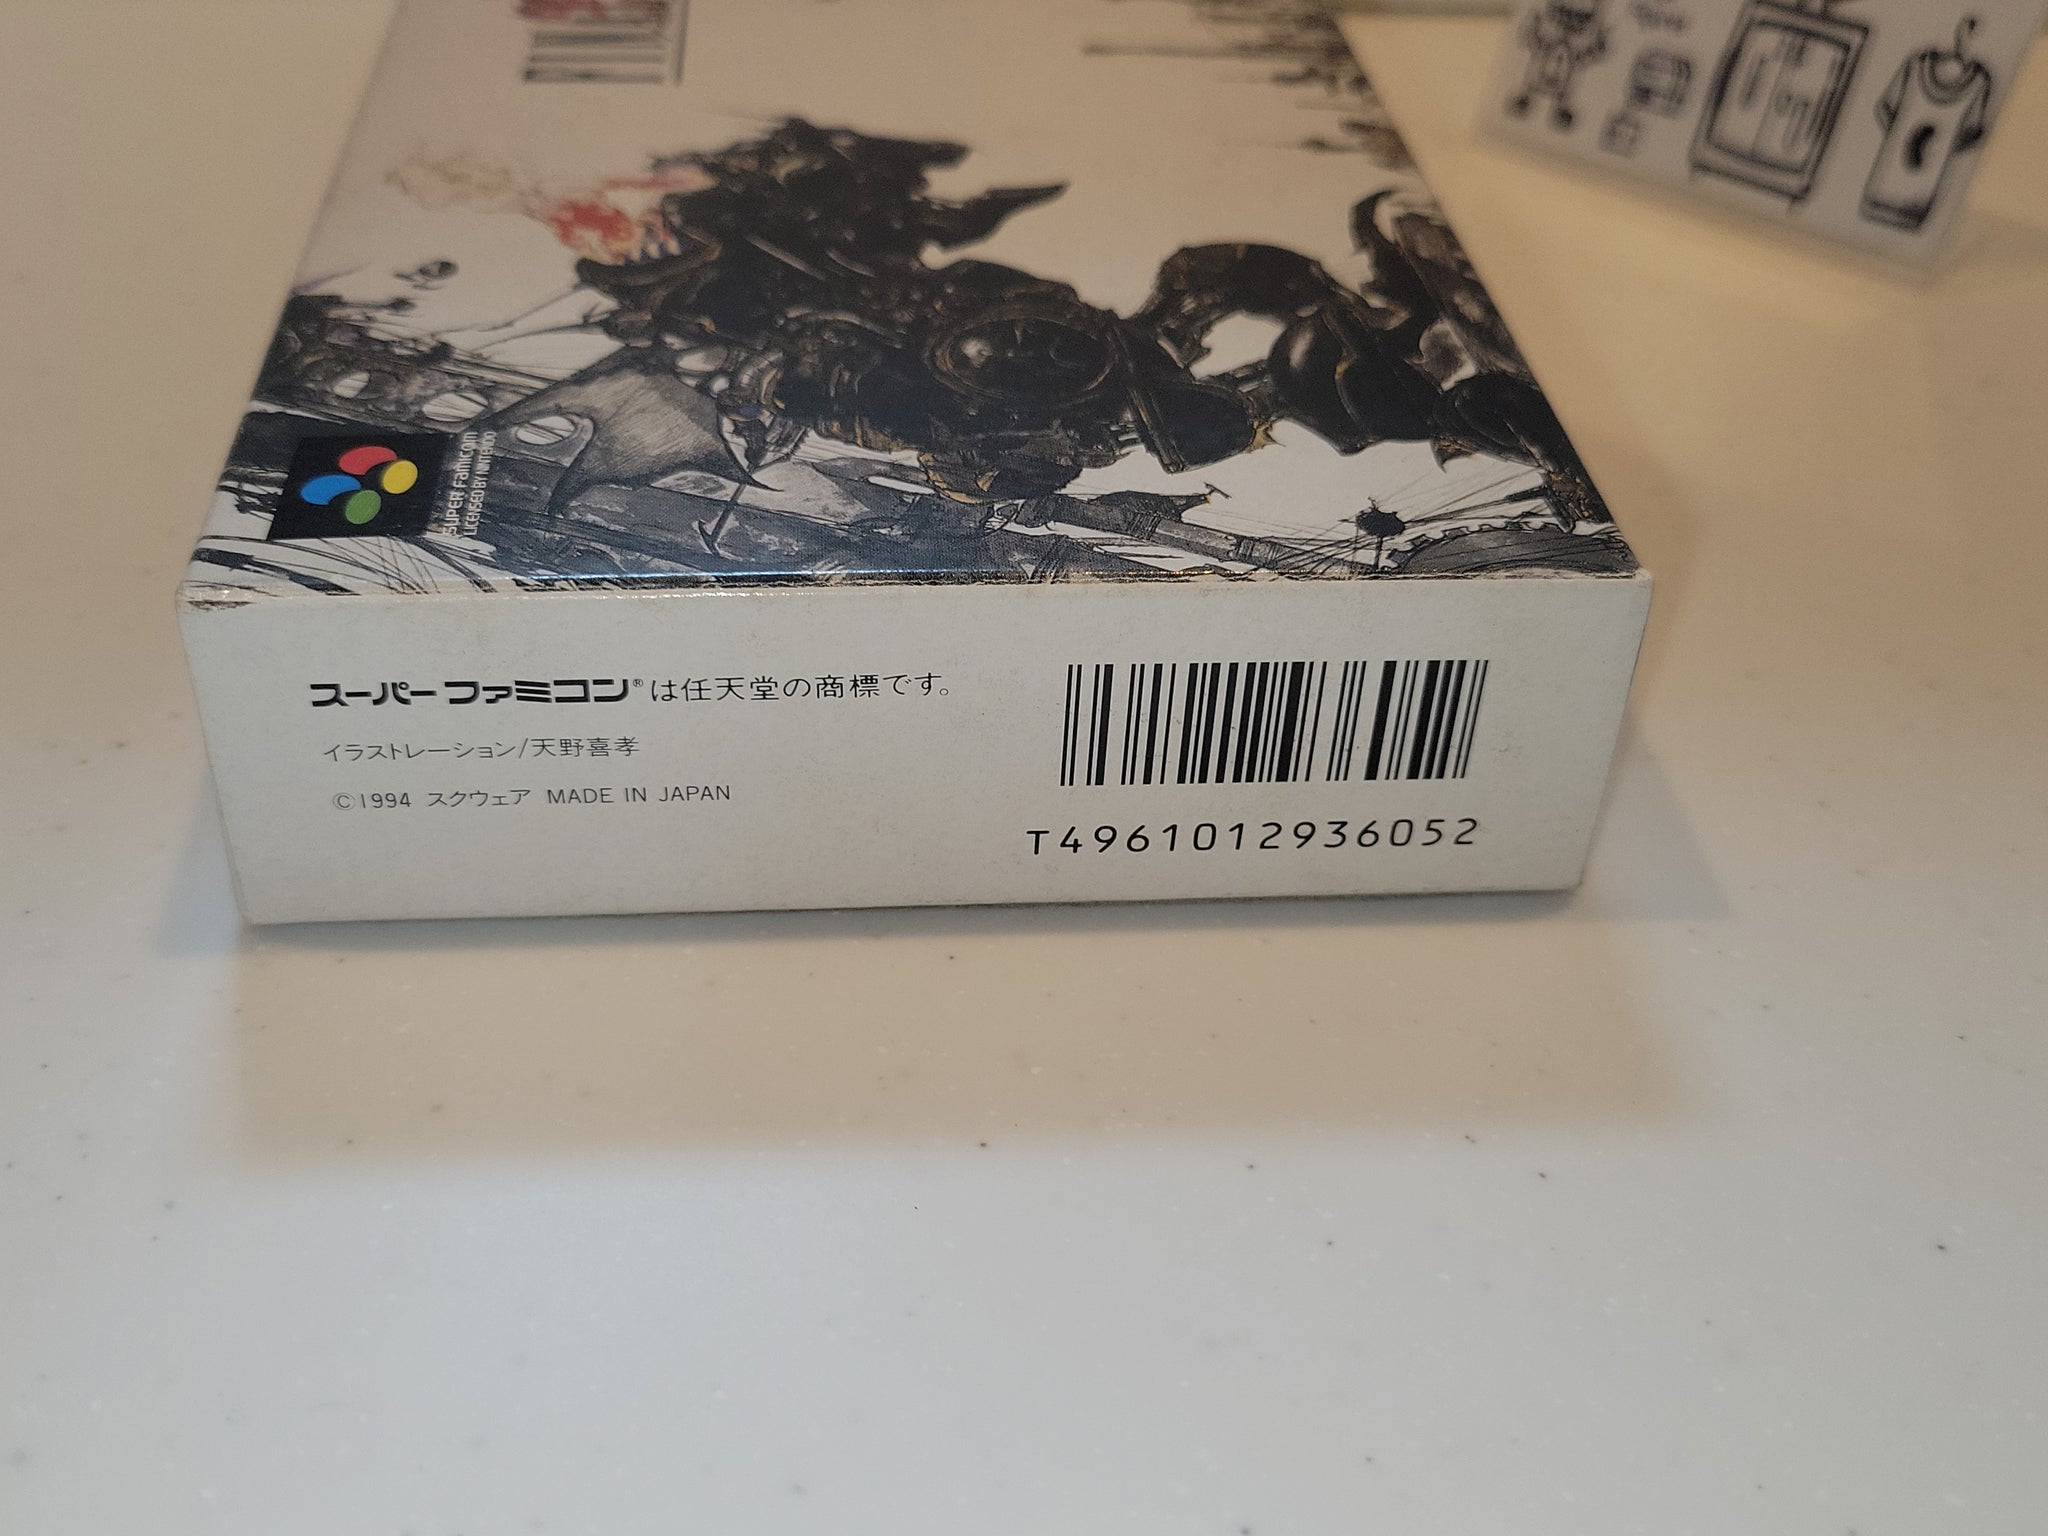 SUPER FAMICOM
LICENSED BY NINTENDO
スーパーファミコン®は任天堂の商標です。
イラストレーション/天野喜孝
©1994 スクウェア MADE IN JAPAN
T4961012936052